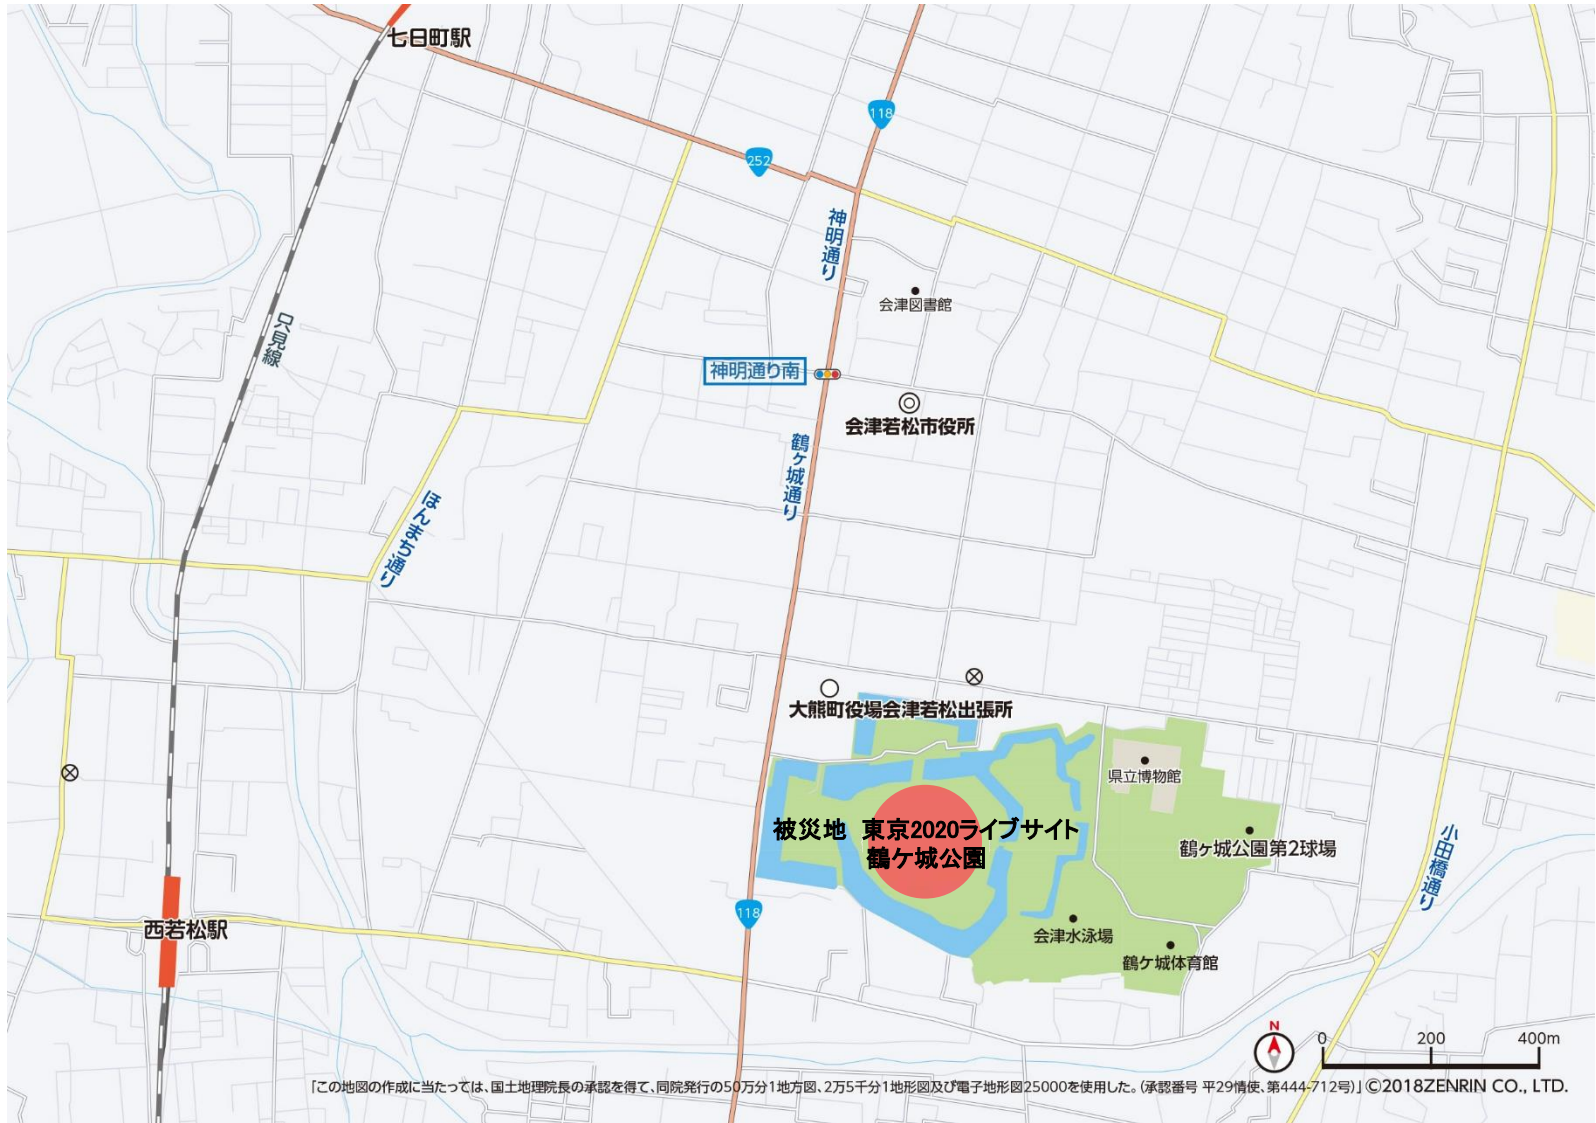 七日町駅
118
252
神明通り
会津図書館
只見線
神明通り南
会津若松市役所
鶴ヶ城通り
ほんまち通り
大熊町役場会津若松出張所
県立博物館
被災地 東京2020ライブサイト
鶴ケ城公園
鶴ヶ城公園第2球場
小田橋通り
118
西若松駅
会津水泳場
鶴ケ城体育館
N
0 200 400m
「この地図の作成に当たっては、国土地理院長の承認を得て、同院発行の50万分1地方図、2万5千分1地形図及び電子地形図25000を使用した。(承認番号 平29情使、第444-712号)」©2018ZENRIN CO., LTD.